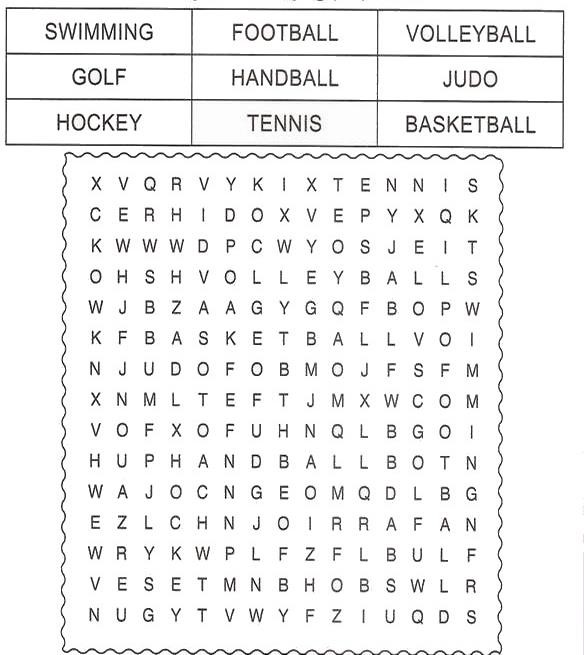 SWIMMING FOOTBALL VOLLEYBALL
GOLF HANDBALL JUDO
HOCKEY TENNIS BASKETBALL
X V Q R V Y K I X T E N N I S
C E R H I D O X V E P Y X Q K
K W W W D P C W Y O S J E I T
O H S H V O L L E Y B A L L S
W J B Z A A G Y G Q F B O P W
K F B A S K E T B A L L V O I
N J U D O F O B M O J F S F M
X N M L T E F T J M X W C O M
V O F X O F U H N Q L B G O I
H U P H A N D B A L L B O T N
W A J O C N G E O M Q D L B G
E Z L C H N J O I R R A F A N
W R Y K W P L F Z F L B U L F
V E S E T M N B H O B S W L R
N U G Y T V W Y F Z I U Q D S